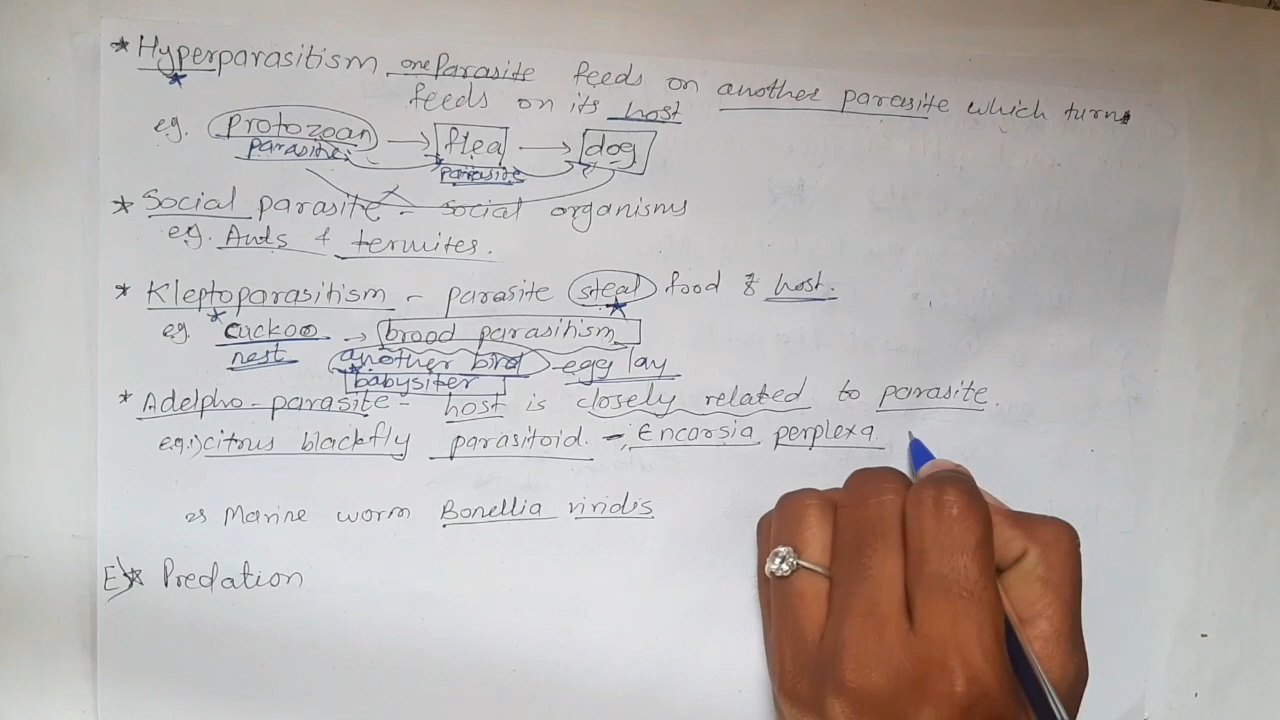 * Hyperparasitism one Parasite feeds on another parasite which turns
feeds on its host
eg. protozoan → flea → dog
parasite parasite
* Social parasite - social organisms
eg. Ants & termites.
* Kleptoparasitism - parasite steal food & host.
eg. cuckoo → brood parasitism
nest another bird - egg lay
babysiter
* Adelpho-parasite - host is closely related to parasite.
eg. 1) citrus blackfly parasitoid. - Encarsia perplexa.
2) Marine worm Bonellia viridis
E) * Predation